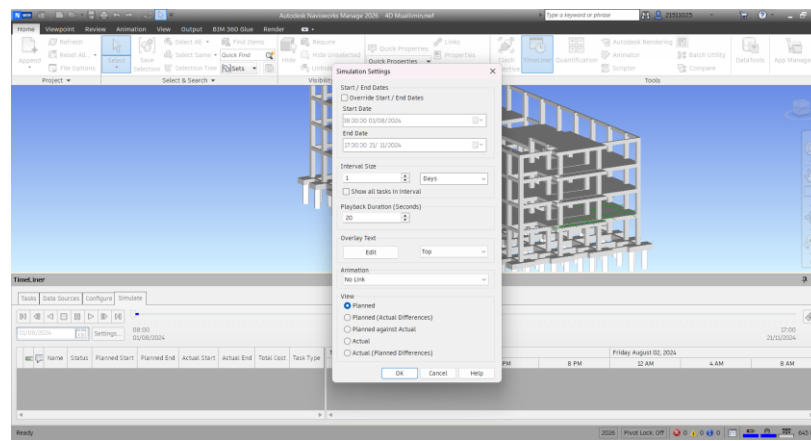 Autodesk Navisworks Manage 2026 4D Muallimin.nwf
Type a keyword or phrase
Home Viewpoint Review Animation View Output BIM 360 Glue Render
Append
Refresh
Reset All...
File Options
Project
Select
Save Selection
Select All
Select Same
Selection Tree
Find Items
Quick Find
Sets
Select & Search
Hide
Require
Hide Unselected
Quick Properties
Quick Properties
Links
Properties
Clash
TimeLiner
Quantification
Autodesk Rendering
Animator
Scripter
Batch Utility
Compare
DataTools
App Manager
Tools
Simulation Settings
Start / End Dates
Override Start / End Dates
Start Date
08:00:00 01/08/2024
End Date
17:00:00 21/ 11/2024
Interval Size
1 Days
Show all tasks in interval
Playback Duration (Seconds)
20
Overlay Text
Edit Top
Animation
No Link
View
Planned
Planned (Actual Differences)
Planned against Actual
Actual
Actual (Planned Differences)
OK Cancel Help
TimeLiner
Tasks Data Sources Configure Simulate
01/08/2024 Settings...
08:00
01/08/2024
17:00
21/11/2024
Name Status Planned Start Planned End Actual Start Actual End Total Cost Task Type
Friday August 02, 2024
PM 8 PM 12 AM 4 AM 8 AM
Ready
2026 Pivot Lock: Off 0 0 0